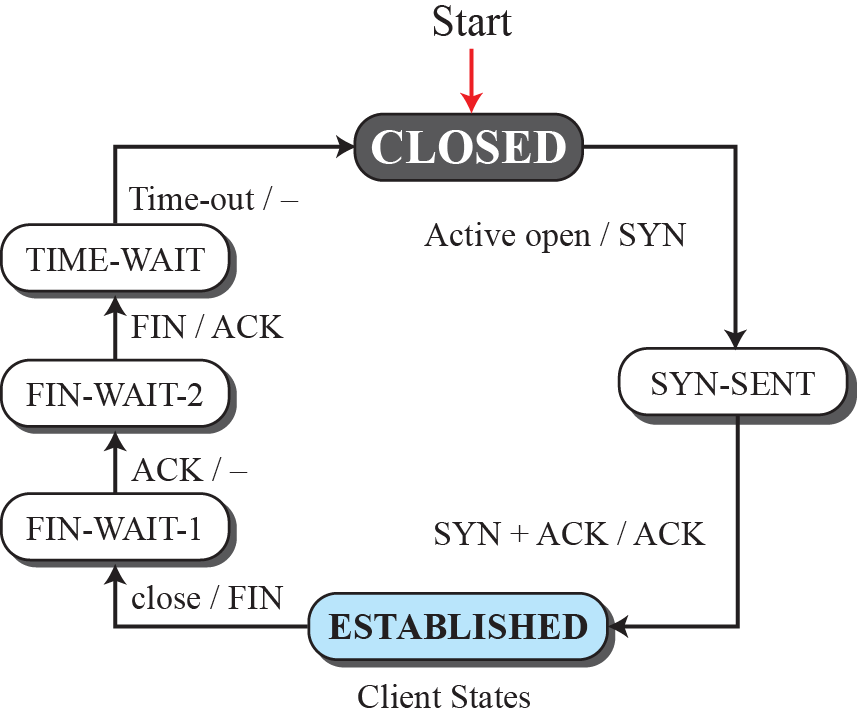 Start
CLOSED
Time-out / –
Active open / SYN
TIME-WAIT
FIN / ACK
SYN-SENT
FIN-WAIT-2
ACK / –
FIN-WAIT-1
SYN + ACK / ACK
close / FIN
ESTABLISHED
Client States